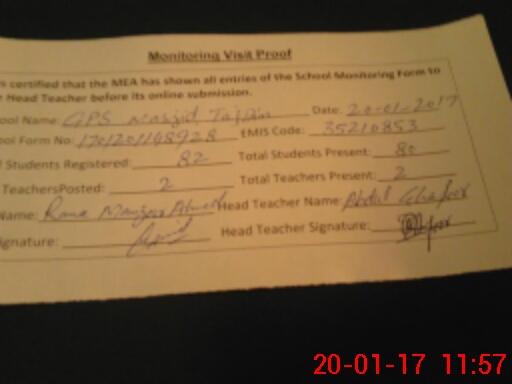 Monitoring Visit Proof
s certified that the MEA has shown all entries of the School Monitoring Form to
Head Teacher before its online submission.
ool Name: GPS Masjid Tajdin Date: 20-01-2017
ool Form No: 1701201148928 EMIS Code: 35210853
l Students Registered: 82 Total Students Present: 80
TeachersPosted: 2 Total Teachers Present: 2
Name: Rana Manzoor Ahmed Head Teacher Name: Abdul Ghafoor
ignature: Head Teacher Signature:
20-01-17 11:57